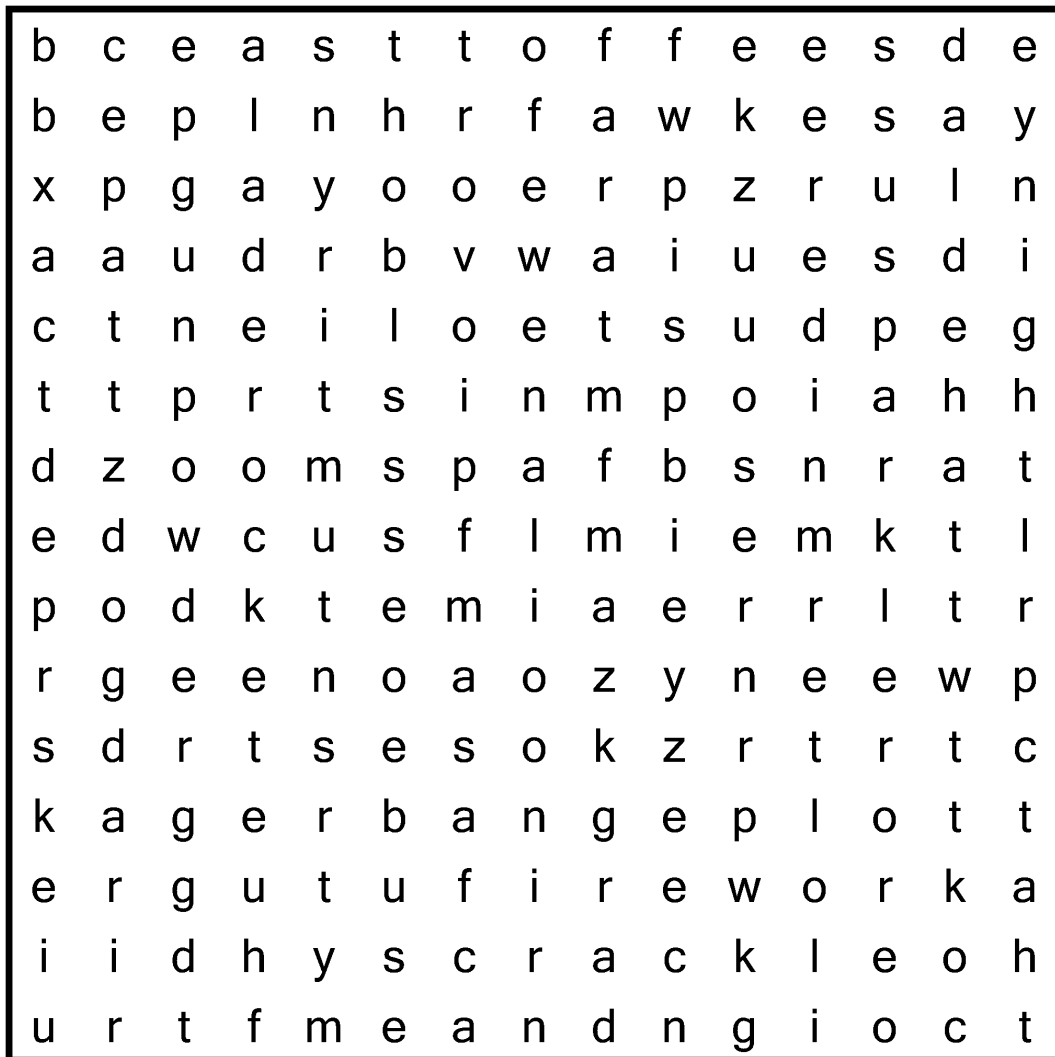 b c e a s t t o f f e e s d e
b e p l n h r f a w k e s a y
x p g a y o o e r p z r u l n
a a u d r b v w a i u e s d i
c t n e i l o e t s u d p e g
t t p r t s i n m p o i a h h
d z o o m s p a f b s n r a t
e d w c u s f l m i e m k t l
p o d k t e m i a e r r l t r
r g e e n o a o z y n e e w p
s d r t s e s o k z r t r t c
k a g e r b a n g e p l o t t
e r g u t u f i r e w o r k a
i i d h y s c r a c k l e o h
u r t f m e a n d n g i o c t